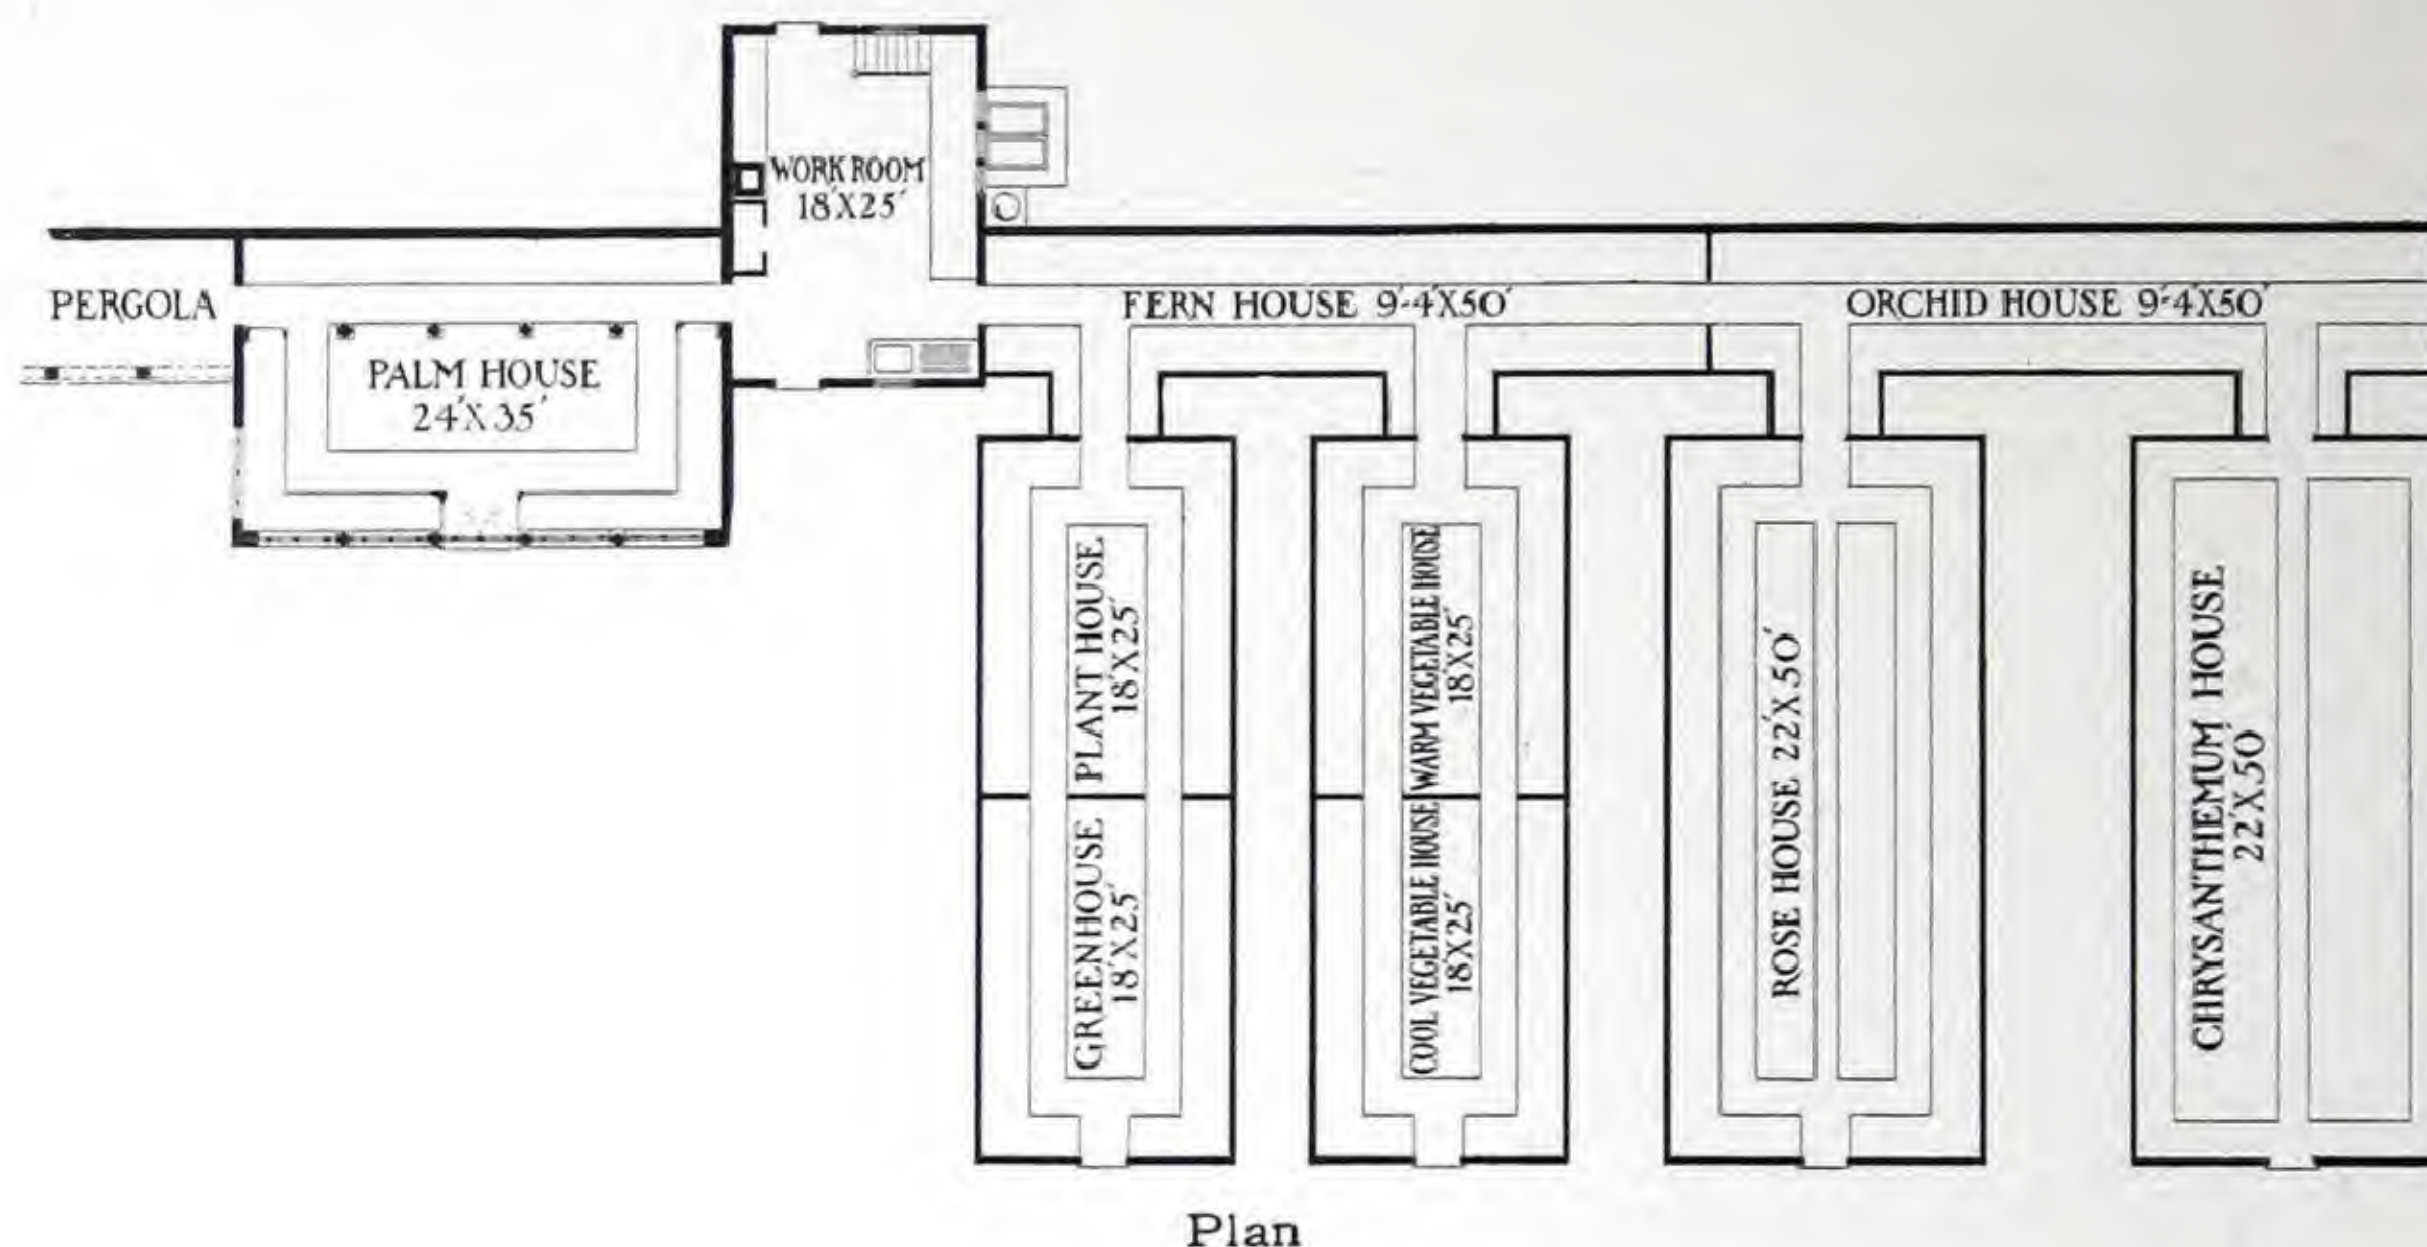 WORK ROOM
18'X25'
PERGOLA
PALM HOUSE
24'X35'
FERN HOUSE 9'-4"X50'
ORCHID HOUSE 9'-4"X50'
PLANT HOUSE
18'X25'
GREENHOUSE
18'X25'
WARM VEGETABLE HOUSE
18'X25'
COOL VEGETABLE HOUSE
18'X25'
ROSE HOUSE 22'X50'
CHRYSANTHEMUM HOUSE
22'X50
Plan